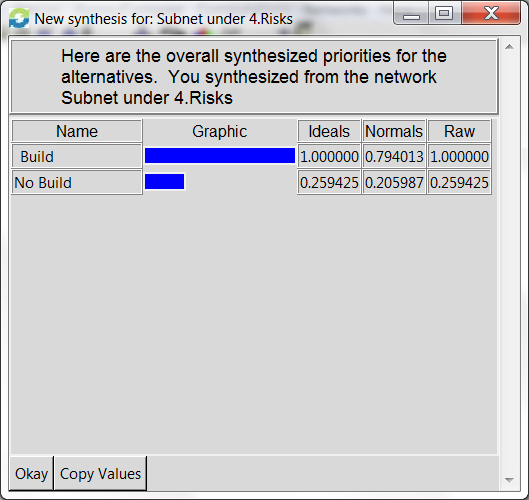 New synthesis for: Subnet under 4.Risks
Here are the overall synthesized priorities for the
alternatives. You synthesized from the network
Subnet under 4.Risks
Name Graphic Ideals Normals Raw
Build 1.000000 0.794013 1.000000
No Build 0.259425 0.205987 0.259425
Okay Copy Values